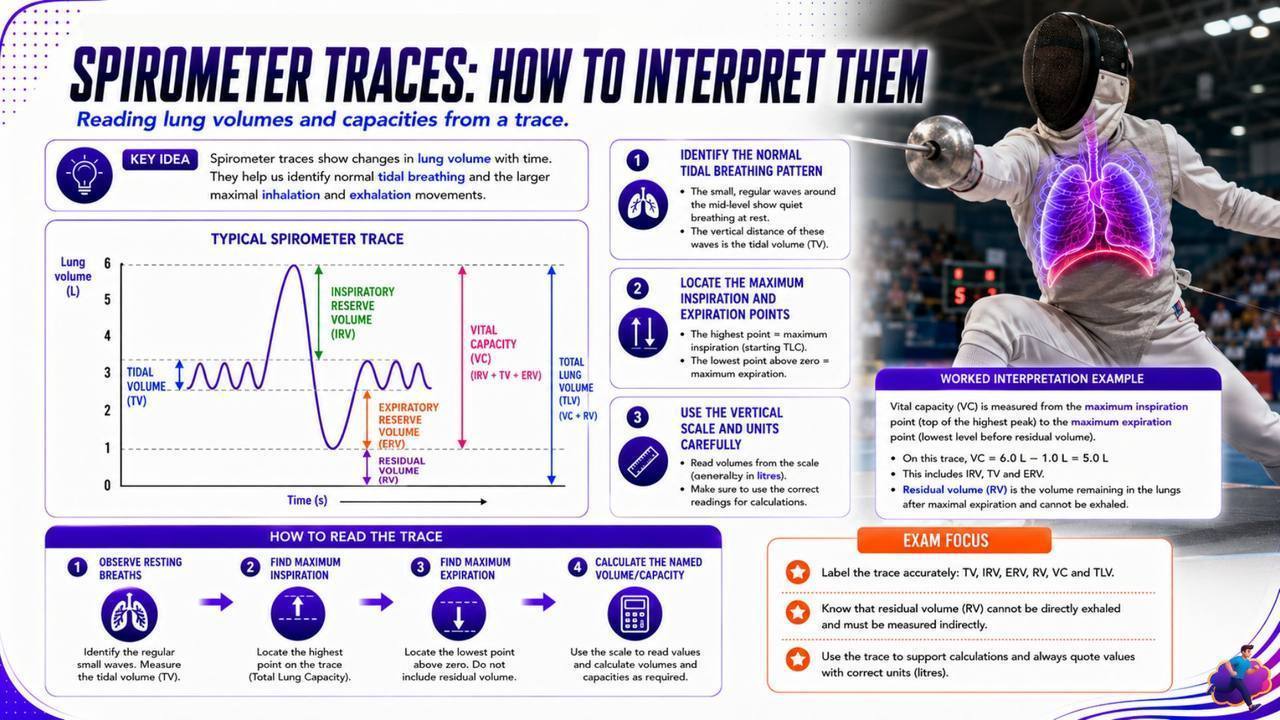 SPIROMETER TRACES: HOW TO INTERPRET THEM
Reading lung volumes and capacities from a trace.
KEY IDEA
Spirometer traces show changes in lung volume with time.
They help us identify normal tidal breathing and the larger
maximal inhalation and exhalation movements.
TYPICAL SPIROMETER TRACE
Lung
volume
(L)
6
5
4
3
2
1
0
TIDAL
VOLUME
(TV)
INSPIRATORY
RESERVE
VOLUME
(IRV)
EXPIRATORY
RESERVE
VOLUME
(ERV)
RESIDUAL
VOLUME
(RV)
VITAL
CAPACITY
(VC)
(IRV + TV + ERV)
TOTAL
LUNG
VOLUME
(TLV)
(VC + RV)
Time (s)
1
IDENTIFY THE NORMAL
TIDAL BREATHING PATTERN
• The small, regular waves around
the mid-level show quiet
breathing at rest.
• The vertical distance of these
waves is the tidal volume (TV).
2
LOCATE THE MAXIMUM
INSPIRATION AND
EXPIRATION POINTS
• The highest point = maximum
inspiration (starting TLC).
• The lowest point above zero =
maximum expiration.
3
USE THE VERTICAL
SCALE AND UNITS
CAREFULLY
• Read volumes from the scale
(generally in litres).
• Make sure to use the correct
readings for calculations.
WORKED INTERPRETATION EXAMPLE
Vital capacity (VC) is measured from the maximum inspiration
point (top of the highest peak) to the maximum expiration
point (lowest level before residual volume).
• On this trace, VC = 6.0 L − 1.0 L = 5.0 L
• This includes IRV, TV and ERV.
• Residual volume (RV) is the volume remaining in the lungs
after maximal expiration and cannot be exhaled.
HOW TO READ THE TRACE
1 OBSERVE RESTING
BREATHS
Identify the regular
small waves. Measure
the tidal volume (TV).
2 FIND MAXIMUM
INSPIRATION
Locate the highest
point on the trace
(Total Lung Capacity).
3 FIND MAXIMUM
EXPIRATION
Locate the lowest point
above zero. Do not
include residual volume.
4 CALCULATE THE NAMED
VOLUME/CAPACITY
Use the scale to read values
and calculate volumes and
capacities as required.
EXAM FOCUS
Label the trace accurately: TV, IRV, ERV, RV, VC and TLV.
Know that residual volume (RV) cannot be directly exhaled
and must be measured indirectly.
Use the trace to support calculations and always quote values
with correct units (litres).